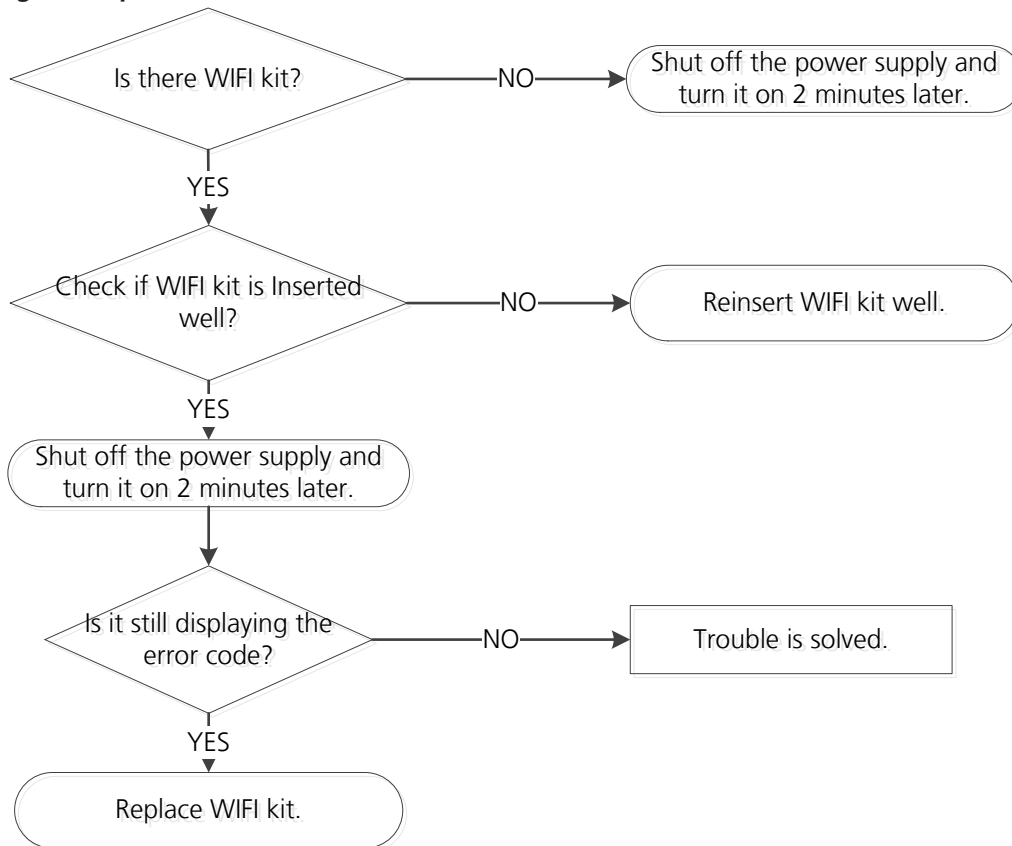 Is there WIFI kit?
NO
Shut off the power supply and
turn it on 2 minutes later.
YES
Check if WIFI kit is Inserted
well?
NO
Reinsert WIFI kit well.
YES
Shut off the power supply and
turn it on 2 minutes later.
Is it still displaying the
error code?
NO
Trouble is solved.
YES
Replace WIFI kit.